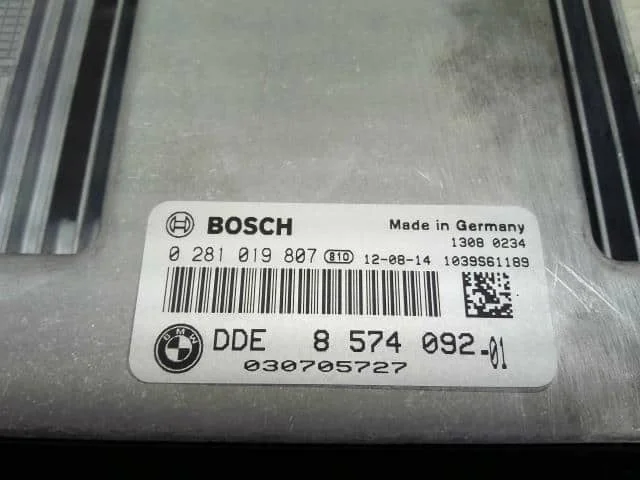 BOSCH
Made in Germany
1308 0234
0 281 019 807 810 12-08-14 1039S61189
BMW
DDE 8 574 092-01
030705727